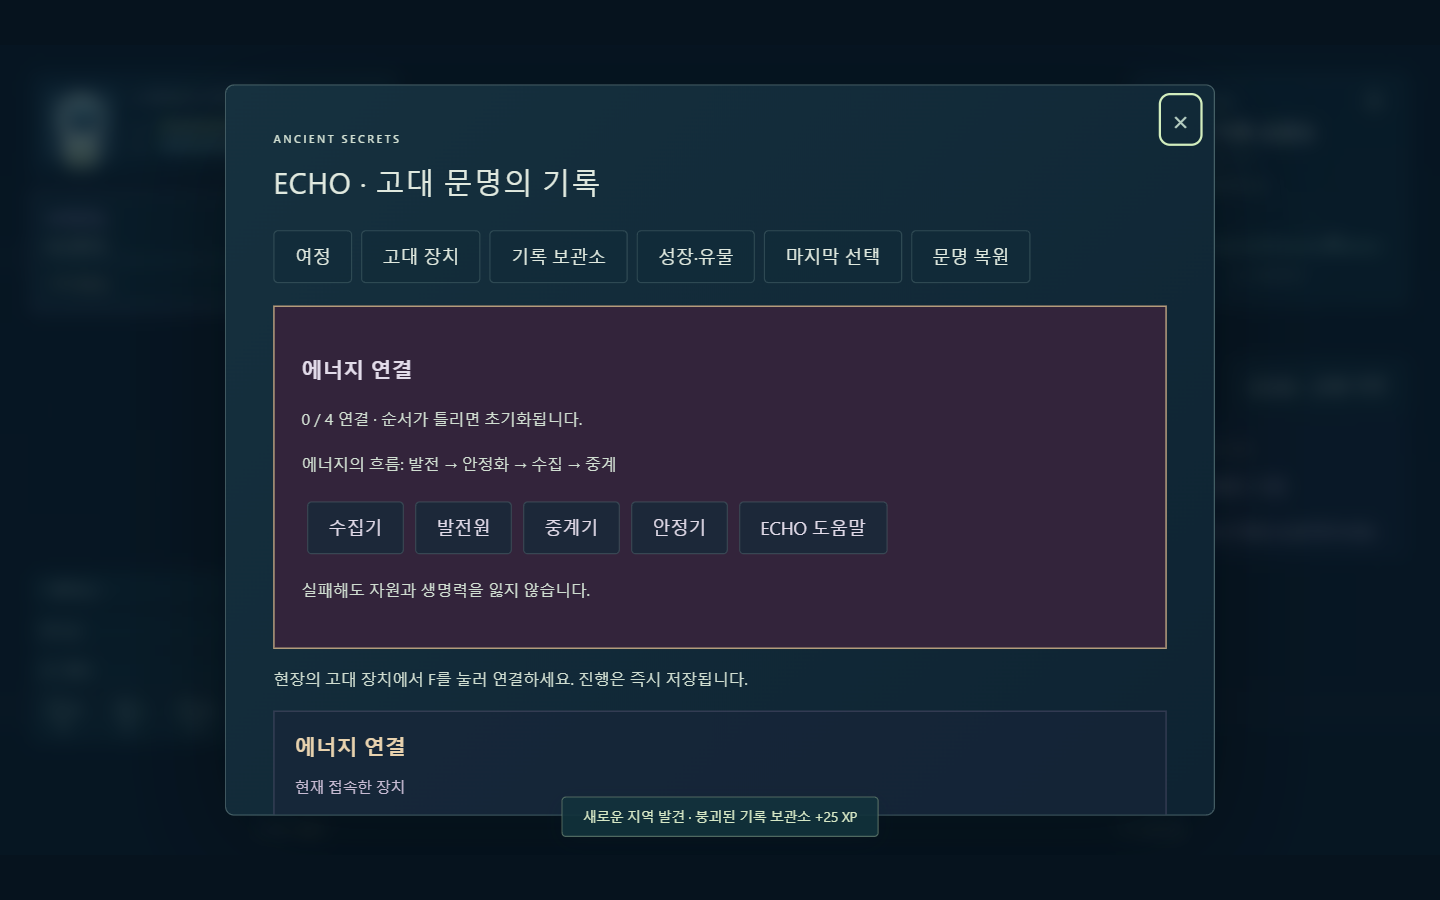 ANCIENT SECRETS
ECHO · 고대 문명의 기록
×
여정 고대 장치 기록 보관소 성장·유물 마지막 선택 문명 복원
에너지 연결
0 / 4 연결 · 순서가 틀리면 초기화됩니다.
에너지의 흐름: 발전 → 안정화 → 수집 → 중계
수집기 발전원 중계기 안정기 ECHO 도움말
실패해도 자원과 생명력을 잃지 않습니다.
현장의 고대 장치에서 F를 눌러 연결하세요. 진행은 즉시 저장됩니다.
에너지 연결
현재 접속한 장치
새로운 지역 발견 · 붕괴된 기록 보관소 +25 XP